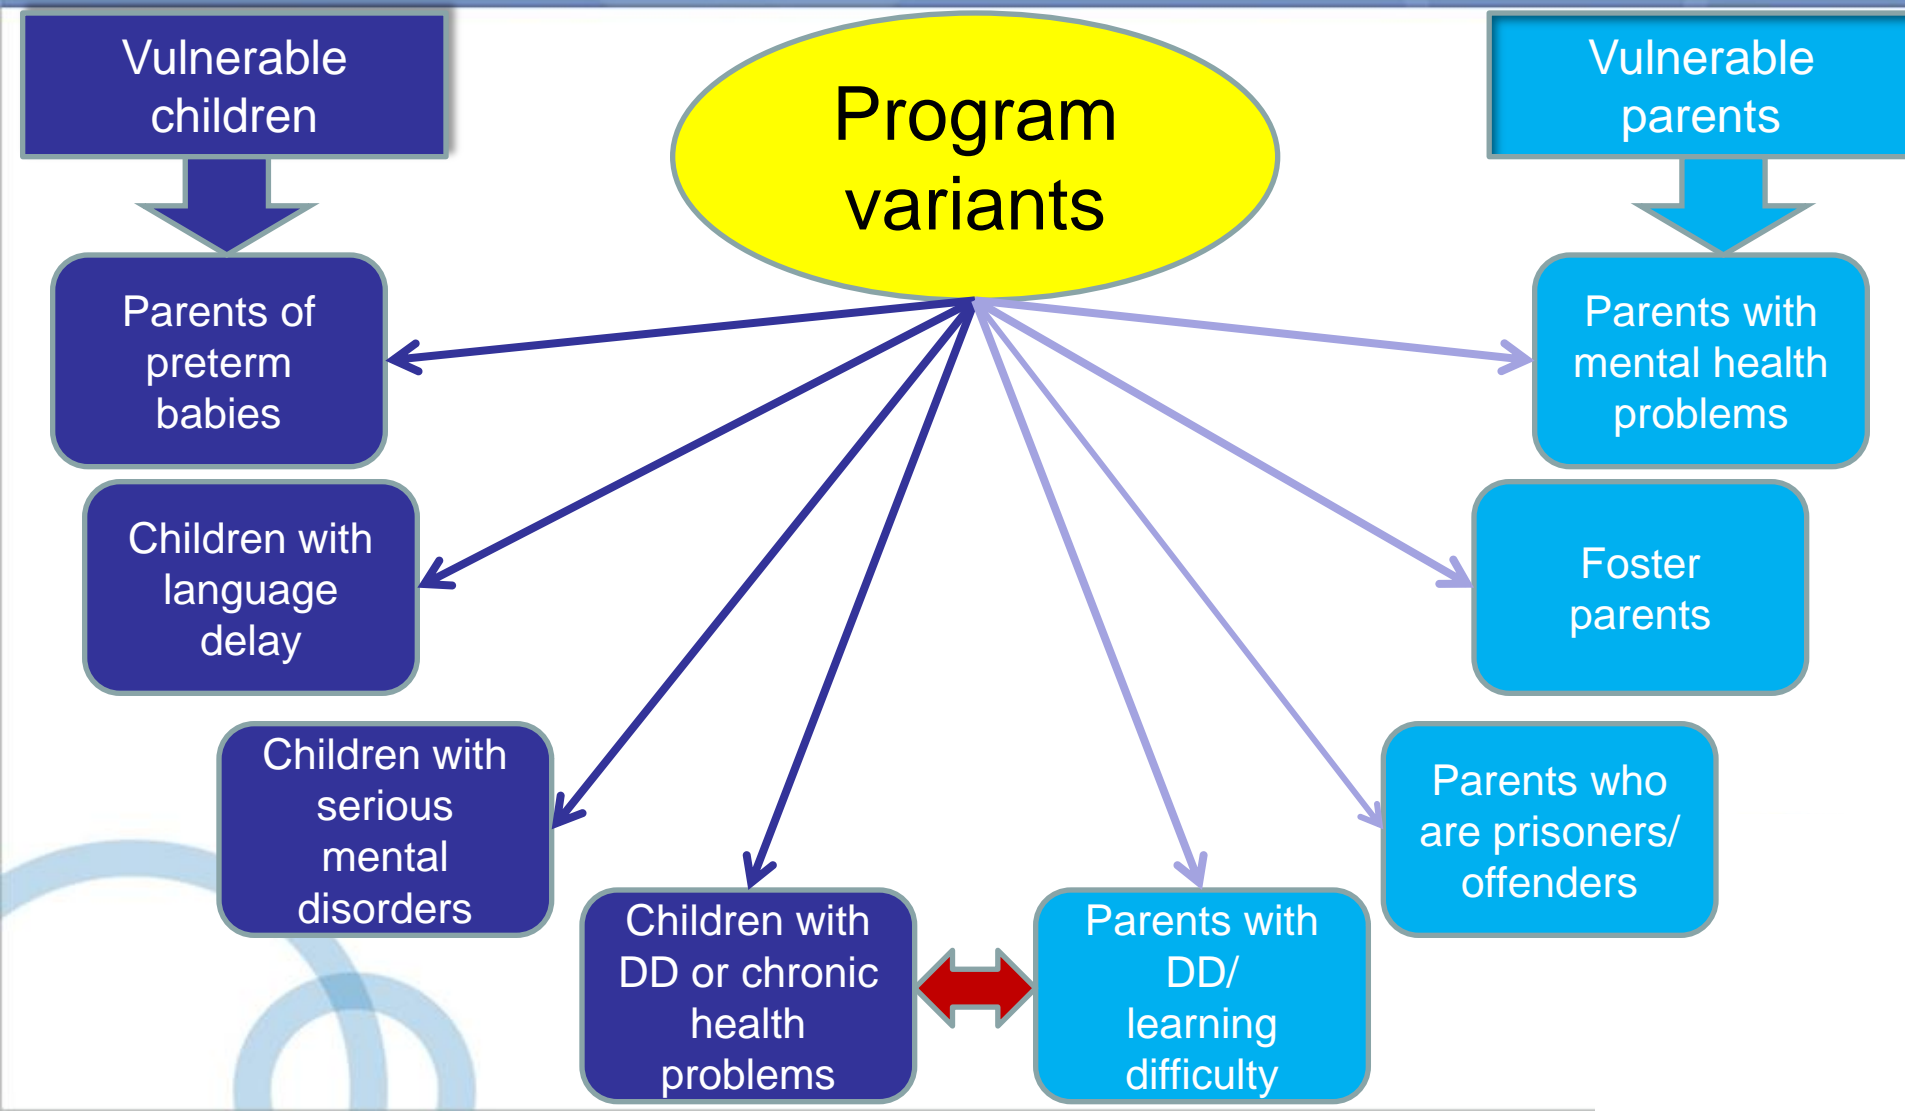 Vulnerable
children
Program
variants
Vulnerable
parents
Parents of
preterm
babies
Parents with
mental health
problems
Children with
language
delay
Foster
parents
Children with
serious
mental
disorders
Parents who
are prisoners/
offenders
Children with
DD or chronic
health
problems
Parents with
DD/
learning
difficulty